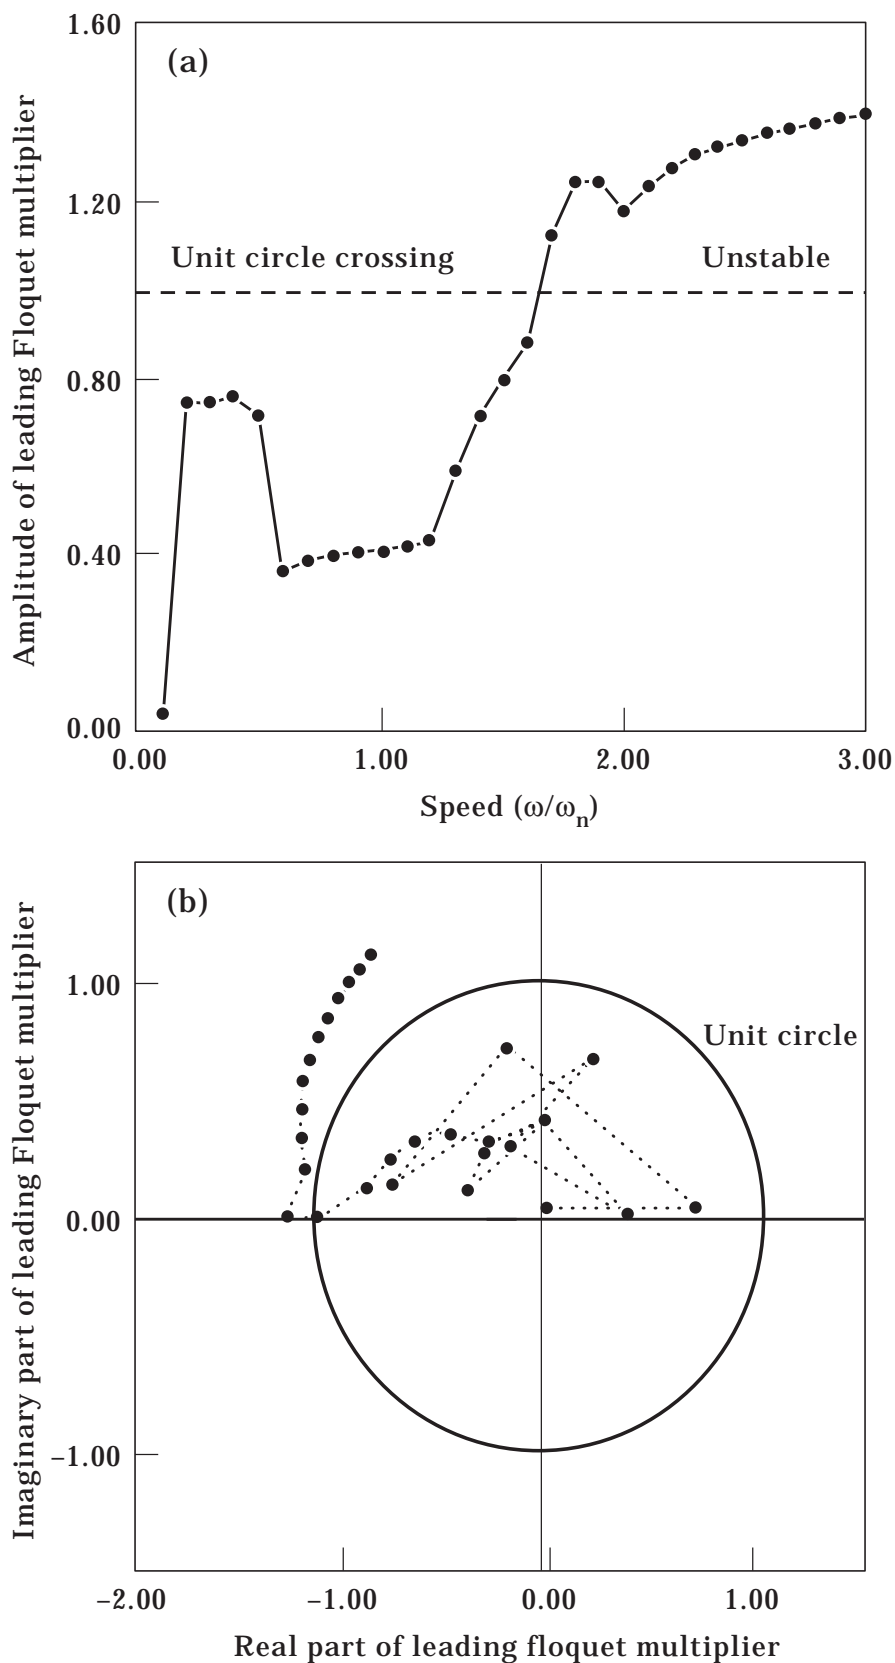 1.60
(a)
1.20
Unit circle crossing
Unstable
0.80
0.40
0.00
Amplitude of leading Floquet multiplier
0.00
1.00
2.00
3.00
Speed (ω/ωn)
(b)
1.00
Unit circle
0.00
–1.00
Imaginary part of leading Floquet multiplier
–2.00
–1.00
0.00
1.00
Real part of leading floquet multiplier